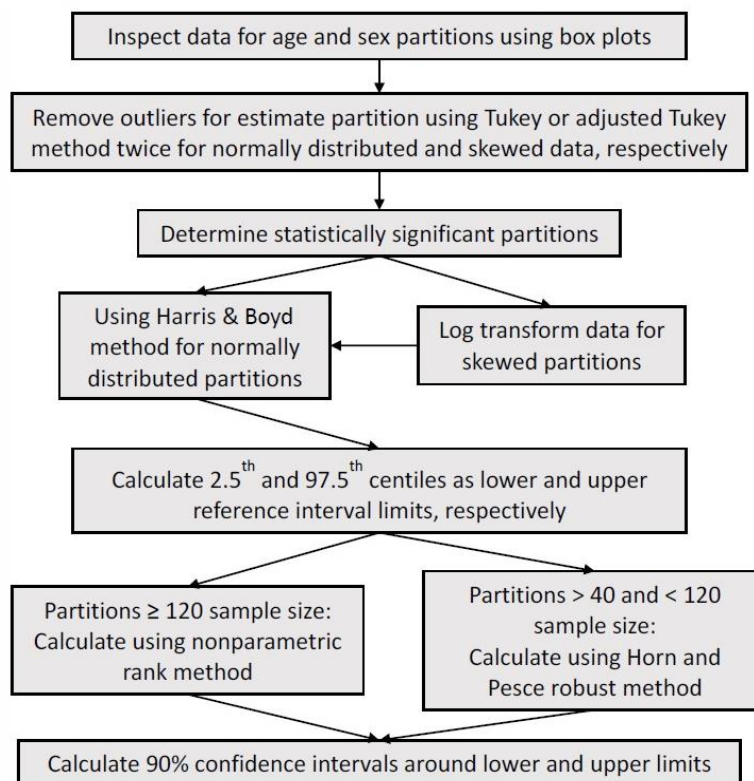 Inspect data for age and sex partitions using box plots
Remove outliers for estimate partition using Tukey or adjusted Tukey
method twice for normally distributed and skewed data, respectively
Determine statistically significant partitions
Using Harris & Boyd
method for normally
distributed partitions
Log transform data for
skewed partitions
Calculate 2.5th and 97.5th centiles as lower and upper
reference interval limits, respectively
Partitions ≥ 120 sample size:
Calculate using nonparametric
rank method
Partitions > 40 and < 120
sample size:
Calculate using Horn and
Pesce robust method
Calculate 90% confidence intervals around lower and upper limits